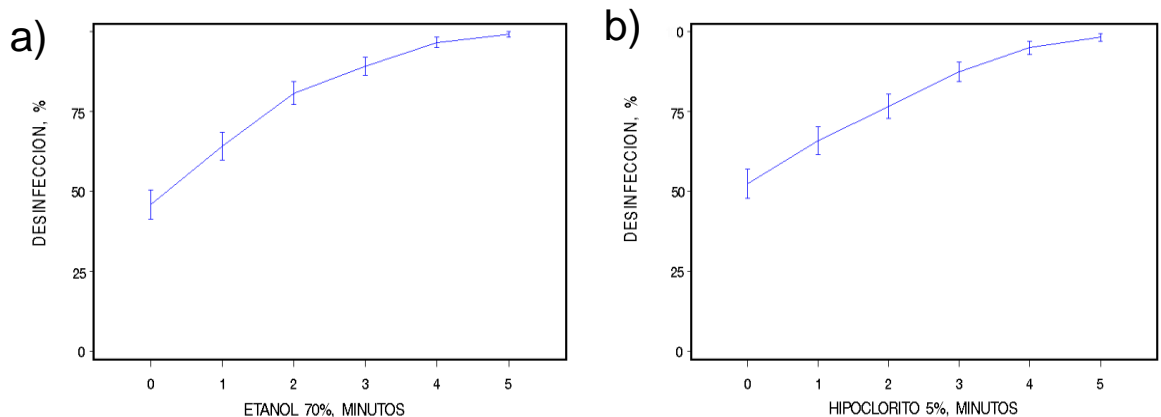 a)
DESINFECCION, %
75
50
25
0
0 1 2 3 4 5
ETANOL 70%, MINUTOS
b)
DESINFECCION, %
0
75
50
25
0
0 1 2 3 4 5
HIPOCLORITO 5%, MINUTOS